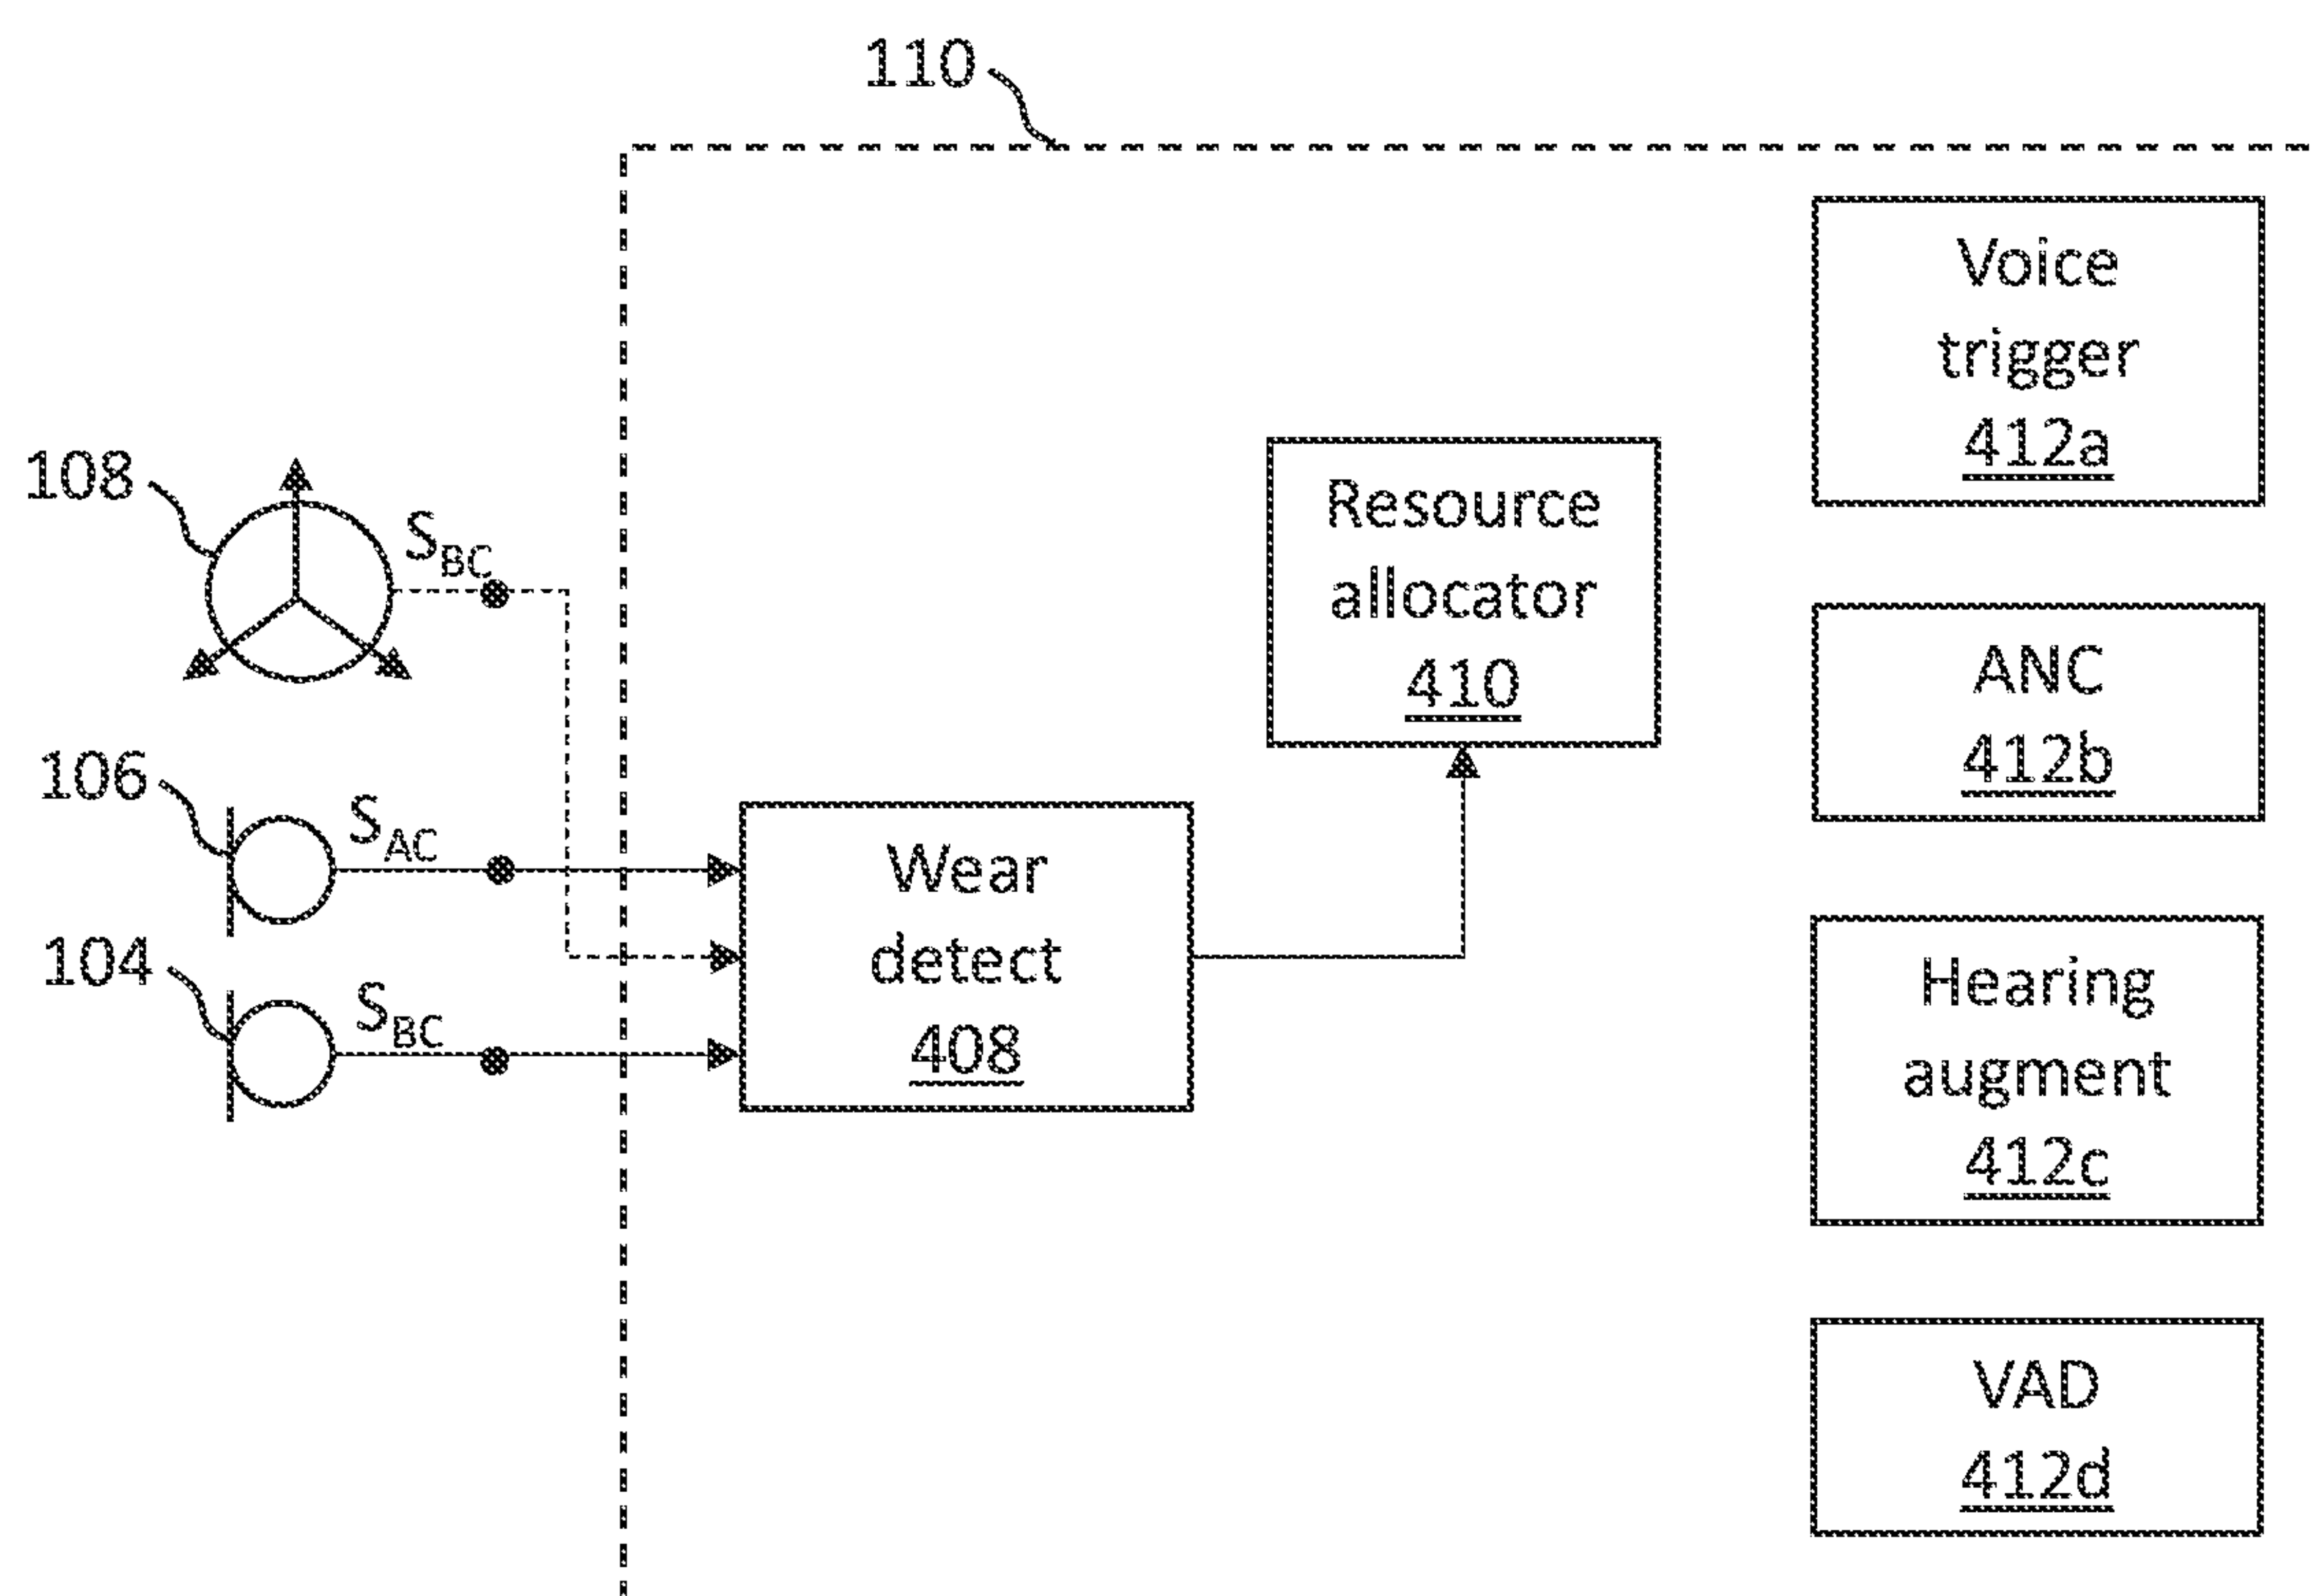 110
Voice
trigger
412a
108
S_BC
Resource
allocator
410
ANC
412b
106
S_AC
Wear
detect
408
104
S_BC
Hearing
augment
412c
VAD
412d